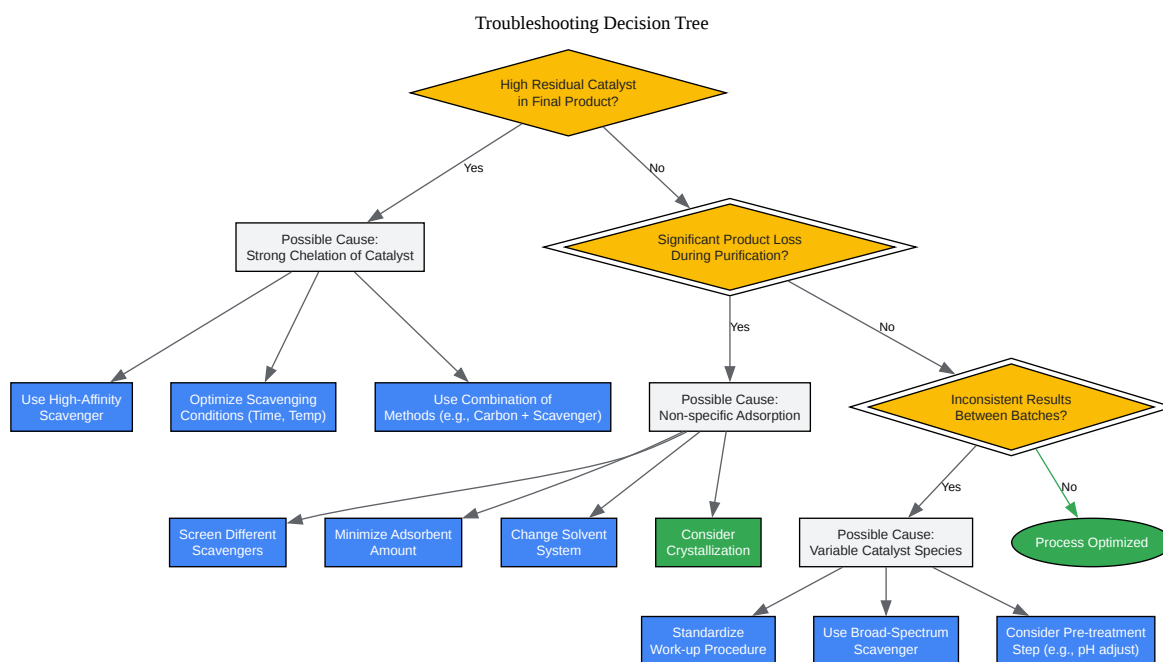 Troubleshooting Decision Tree
High Residual Catalyst
in Final Product?
Yes
No
Possible Cause:
Strong Chelation of Catalyst
Significant Product Loss
During Purification?
Yes
No
Use High-Affinity
Scavenger
Optimize Scavenging
Conditions (Time, Temp)
Use Combination of
Methods (e.g., Carbon + Scavenger)
Possible Cause:
Non-specific Adsorption
Inconsistent Results
Between Batches?
Yes
No
Screen Different
Scavengers
Minimize Adsorbent
Amount
Change Solvent
System
Consider
Crystallization
Possible Cause:
Variable Catalyst Species
Process Optimized
Standardize
Work-up Procedure
Use Broad-Spectrum
Scavenger
Consider Pre-treatment
Step (e.g., pH adjust)